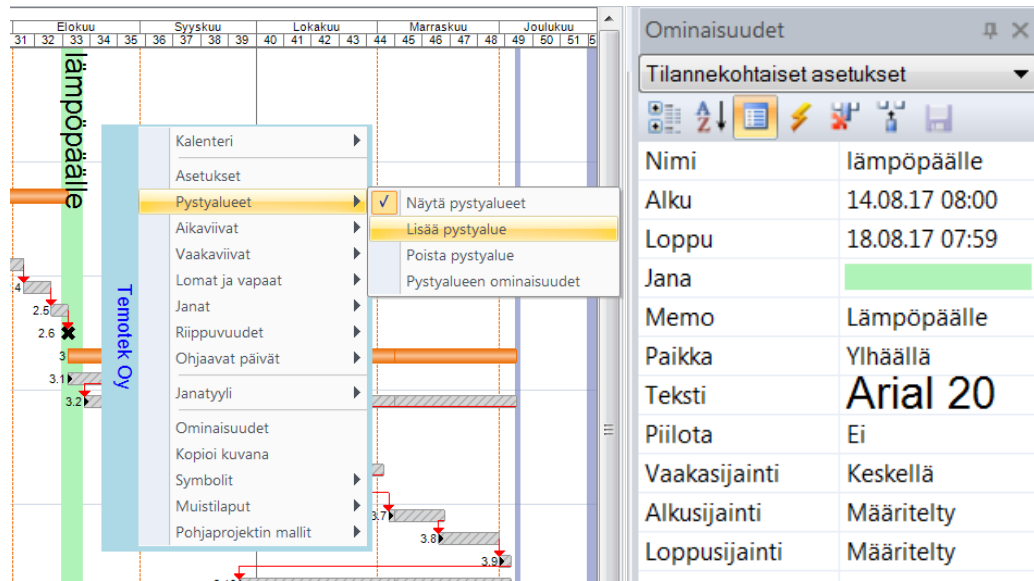 Elokuu Syyskuu Lokakuu Marraskuu Joulukuu
31 32 33 34 35 36 37 38 39 40 41 42 43 44 45 46 47 48 49 50 51 5
lämpöpäälle
Temotek Oy
4
2.5
2.6
3
3.1
3.2
3.7
3.8
3.9
Kalenteri
Asetukset
Pystyalueet
Aikaviivat
Vaakaviivat
Lomat ja vapaat
Janat
Riippuvuudet
Ohjaavat päivät
Janatyyli
Ominaisuudet
Kopioi kuvana
Symbolit
Muistilaput
Pohjaprojektin mallit
Näytä pystyalueet
Lisää pystyalue
Poista pystyalue
Pystyalueen ominaisuudet
Ominaisuudet
Tilannekohtaiset asetukset
Nimi lämpöpäälle
Alku 14.08.17 08:00
Loppu 18.08.17 07:59
Jana
Memo Lämpöpäälle
Paikka Ylhäällä
Teksti Arial 20
Piilota Ei
Vaakasijainti Keskellä
Alkusijainti Määritelty
Loppusijainti Määritelty